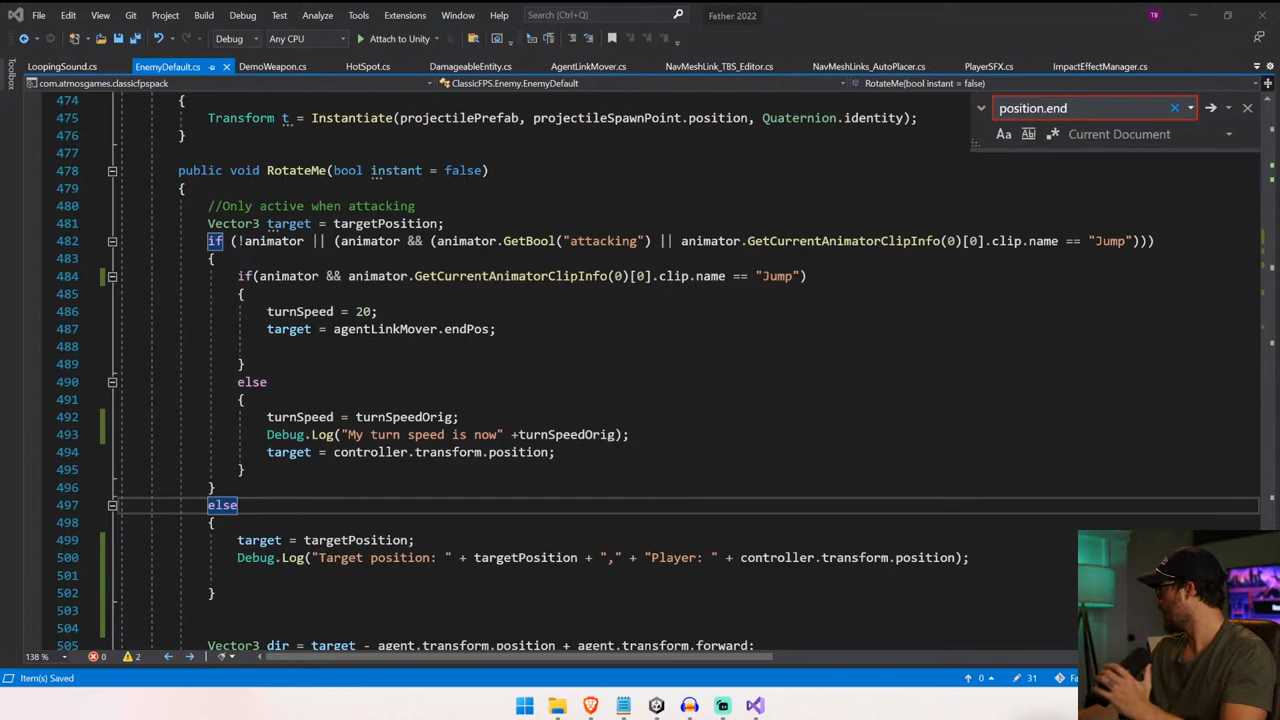 File Edit View Git Project Build Debug Test Analyze Tools Extensions Window Help Search (Ctrl+Q) Father 2022 TB
Debug Any CPU Attach to Unity
LoopingSound.cs EnemyDefault.cs DemoWeapon.cs HotSpot.cs DamageableEntity.cs AgentLinkMover.cs NavMeshLink_TBS_Editor.cs NavMeshLinks_AutoPlacer.cs PlayerSFX.cs ImpactEffectManager.cs
Toolbox
com.atmosgames.classicfpspack ClassicFPS.Enemy.EnemyDefault RotateMe(bool instant = false)
position.end
Aa Ab Current Document
474 {
475 Transform t = Instantiate(projectilePrefab, projectileSpawnPoint.position, Quaternion.identity);
476 }
477
478 public void RotateMe(bool instant = false)
479 {
480 //Only active when attacking
481 Vector3 target = targetPosition;
482 if (!animator || (animator && (animator.GetBool("attacking") || animator.GetCurrentAnimatorClipInfo(0)[0].clip.name == "Jump")))
483 {
484 if(animator && animator.GetCurrentAnimatorClipInfo(0)[0].clip.name == "Jump")
485 {
486 turnSpeed = 20;
487 target = agentLinkMover.endPos;
488
489 }
490 else
491 {
492 turnSpeed = turnSpeedOrig;
493 Debug.Log("My turn speed is now" +turnSpeedOrig);
494 target = controller.transform.position;
495 }
496 }
497 else
498 {
499 target = targetPosition;
500 Debug.Log("Target position: " + targetPosition + "," + "Player: " + controller.transform.position);
501
502 }
503
504
505 Vector3 dir = target - agent.transform.position + agent.transform.forward;
138 % 0 2
Item(s) Saved 0 31 Fa